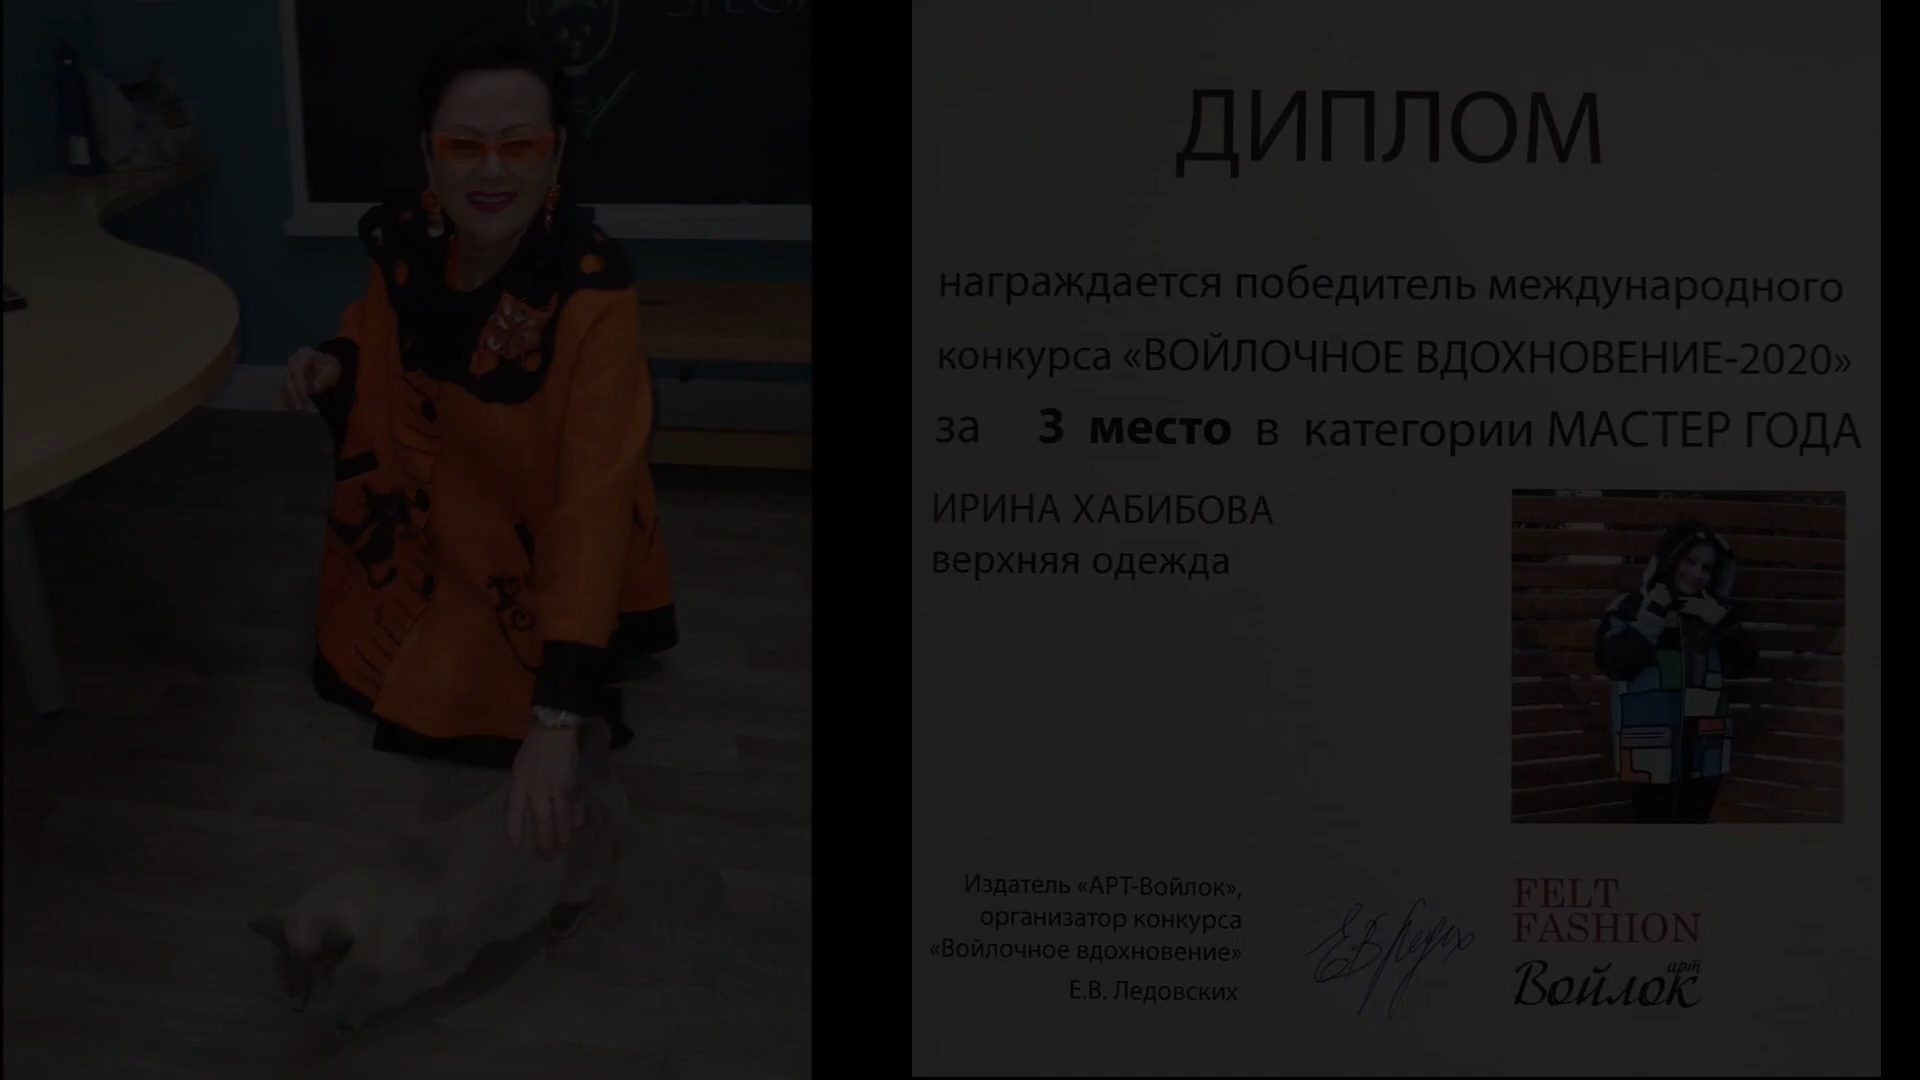 ДИПЛОМ
награждается победитель международного
конкурса «ВОЙЛОЧНОЕ ВДОХНОВЕНИЕ-2020»
за 3 место в категории МАСТЕР ГОДА
ИРИНА ХАБИБОВА
верхняя одежда
Издатель «АРТ-Войлок»,
организатор конкурса
«Войлочное вдохновение»
Е.В. Ледовских
FELT
FASHION
арт
Войлок